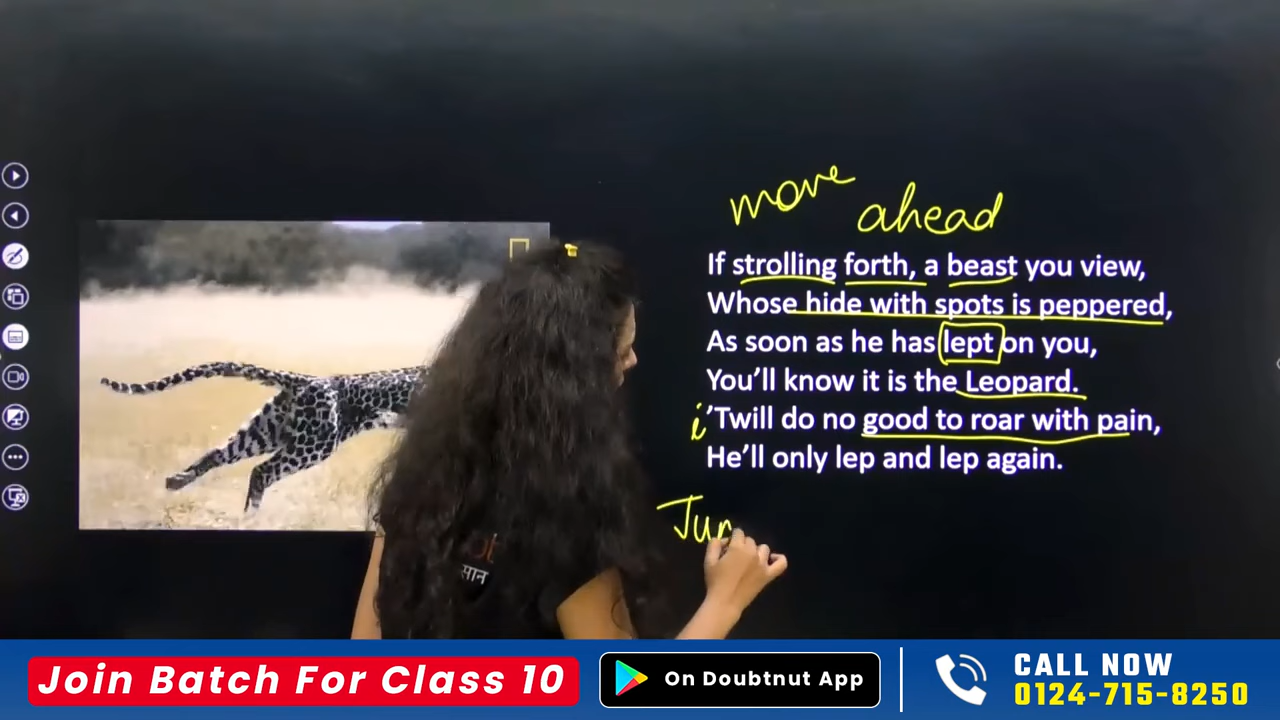 move ahead
If strolling forth, a beast you view,
Whose hide with spots is peppered,
As soon as he has lept on you,
You’ll know it is the Leopard.
i ’Twill do no good to roar with pain,
He’ll only lep and lep again.
सान
Join Batch For Class 10
On Doubtnut App
CALL NOW
0124-715-8250